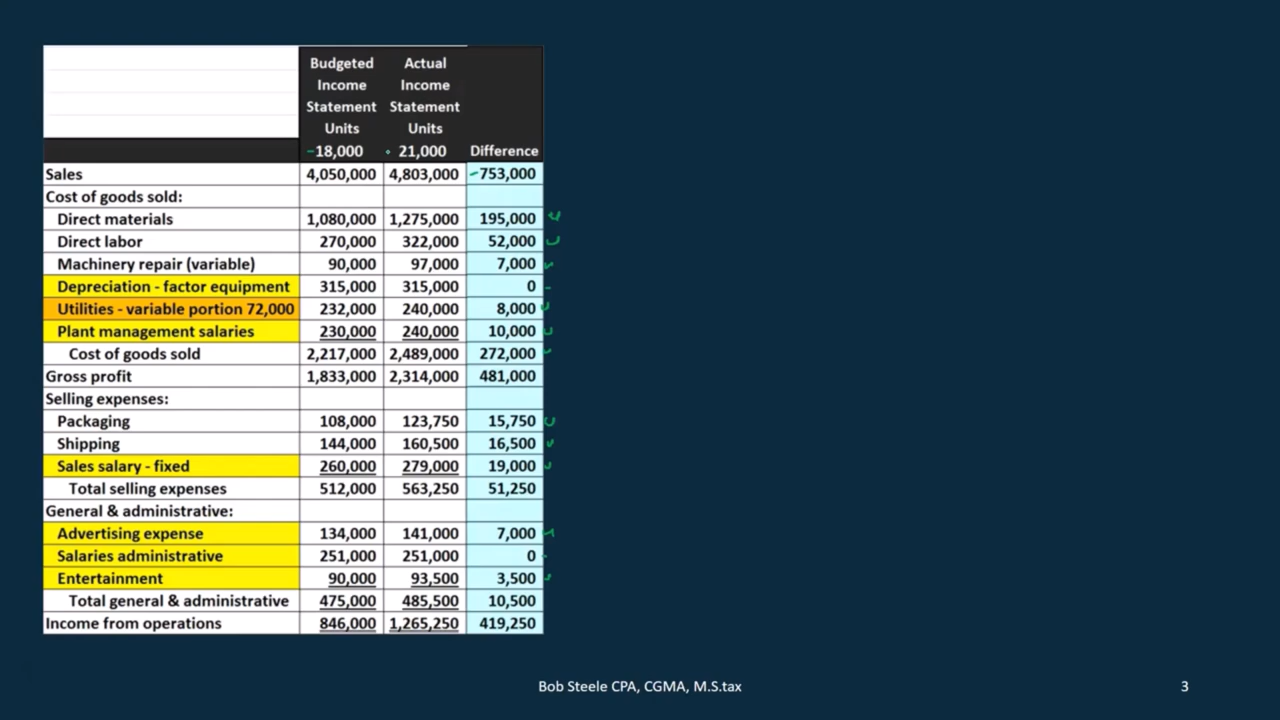 Budgeted Actual
Income Income
Statement Statement
Units Units
18,000 21,000 Difference
Sales 4,050,000 4,803,000 -753,000
Cost of goods sold:
Direct materials 1,080,000 1,275,000 195,000
Direct labor 270,000 322,000 52,000
Machinery repair (variable) 90,000 97,000 7,000
Depreciation - factor equipment 315,000 315,000 0
Utilities - variable portion 72,000 232,000 240,000 8,000
Plant management salaries 230,000 240,000 10,000
Cost of goods sold 2,217,000 2,489,000 272,000
Gross profit 1,833,000 2,314,000 481,000
Selling expenses:
Packaging 108,000 123,750 15,750
Shipping 144,000 160,500 16,500
Sales salary - fixed 260,000 279,000 19,000
Total selling expenses 512,000 563,250 51,250
General & administrative:
Advertising expense 134,000 141,000 7,000
Salaries administrative 251,000 251,000 0
Entertainment 90,000 93,500 3,500
Total general & administrative 475,000 485,500 10,500
Income from operations 846,000 1,265,250 419,250
Bob Steele CPA, CGMA, M.S.tax 3